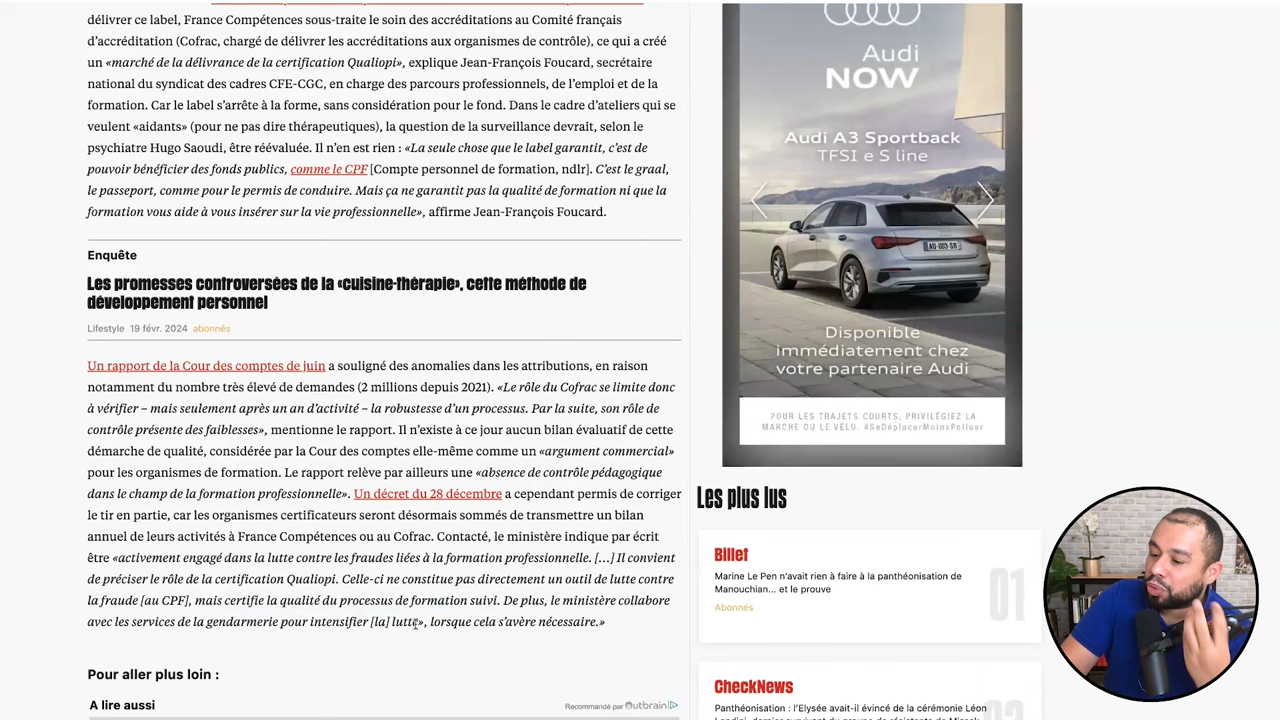 délivrer ce label, France Compétences sous-traite le soin des accréditations au Comité français
d’accréditation (Cofrac, chargé de délivrer les accréditations aux organismes de contrôle), ce qui a créé
un «marché de la délivrance de la certification Qualiopi», explique Jean-François Foucard, secrétaire
national du syndicat des cadres CFE-CGC, en charge des parcours professionnels, de l’emploi et de la
formation. Car le label s’arrête à la forme, sans considération pour le fond. Dans le cadre d’ateliers qui se
veulent «aidants» (pour ne pas dire thérapeutiques), la question de la surveillance devrait, selon le
psychiatre Hugo Saoudi, être réévaluée. Il n’en est rien : «La seule chose que le label garantit, c’est de
pouvoir bénéficier des fonds publics, comme le CPF [Compte personnel de formation, ndlr]. C’est le graal,
le passeport, comme pour le permis de conduire. Mais ça ne garantit pas la qualité de formation ni que la
formation vous aide à vous insérer sur la vie professionnelle», affirme Jean-François Foucard.
Enquête
Les promesses controversées de la «cuisine-thérapie», cette méthode de
développement personnel
Lifestyle 19 févr. 2024 abonnés
Un rapport de la Cour des comptes de juin a souligné des anomalies dans les attributions, en raison
notamment du nombre très élevé de demandes (2 millions depuis 2021). «Le rôle du Cofrac se limite donc
à vérifier – mais seulement après un an d’activité – la robustesse d’un processus. Par la suite, son rôle de
contrôle présente des faiblesses», mentionne le rapport. Il n’existe à ce jour aucun bilan évaluatif de cette
démarche de qualité, considérée par la Cour des comptes elle-même comme un «argument commercial»
pour les organismes de formation. Le rapport relève par ailleurs une «absence de contrôle pédagogique
dans le champ de la formation professionnelle». Un décret du 28 décembre a cependant permis de corriger
le tir en partie, car les organismes certificateurs seront désormais sommés de transmettre un bilan
annuel de leurs activités à France Compétences ou au Cofrac. Contacté, le ministère indique par écrit
être «activement engagé dans la lutte contre les fraudes liées à la formation professionnelle. […] Il convient
de préciser le rôle de la certification Qualiopi. Celle-ci ne constitue pas directement un outil de lutte contre
la fraude [au CPF], mais certifie la qualité du processus de formation suivi. De plus, le ministère collabore
avec les services de la gendarmerie pour intensifier [la] lutte», lorsque cela s’avère nécessaire.»
Pour aller plus loin :
A lire aussi
Recommandé par Outbrain
Audi
NOW
Audi A3 Sportback
TFSI e S line
AU-003-SB
Disponible
immédiatement chez
votre partenaire Audi
POUR LES TRAJETS COURTS, PRIVILÉGIEZ LA
MARCHE OU LE VÉLO. #SeDéplacerMoinsPolluer
Les plus lus
Billet
Marine Le Pen n’avait rien à faire à la panthéonisation de
Manouchian... et le prouve
Abonnés
01
CheckNews
Panthéonisation : l’Elysée avait-il évincé de la cérémonie Léon